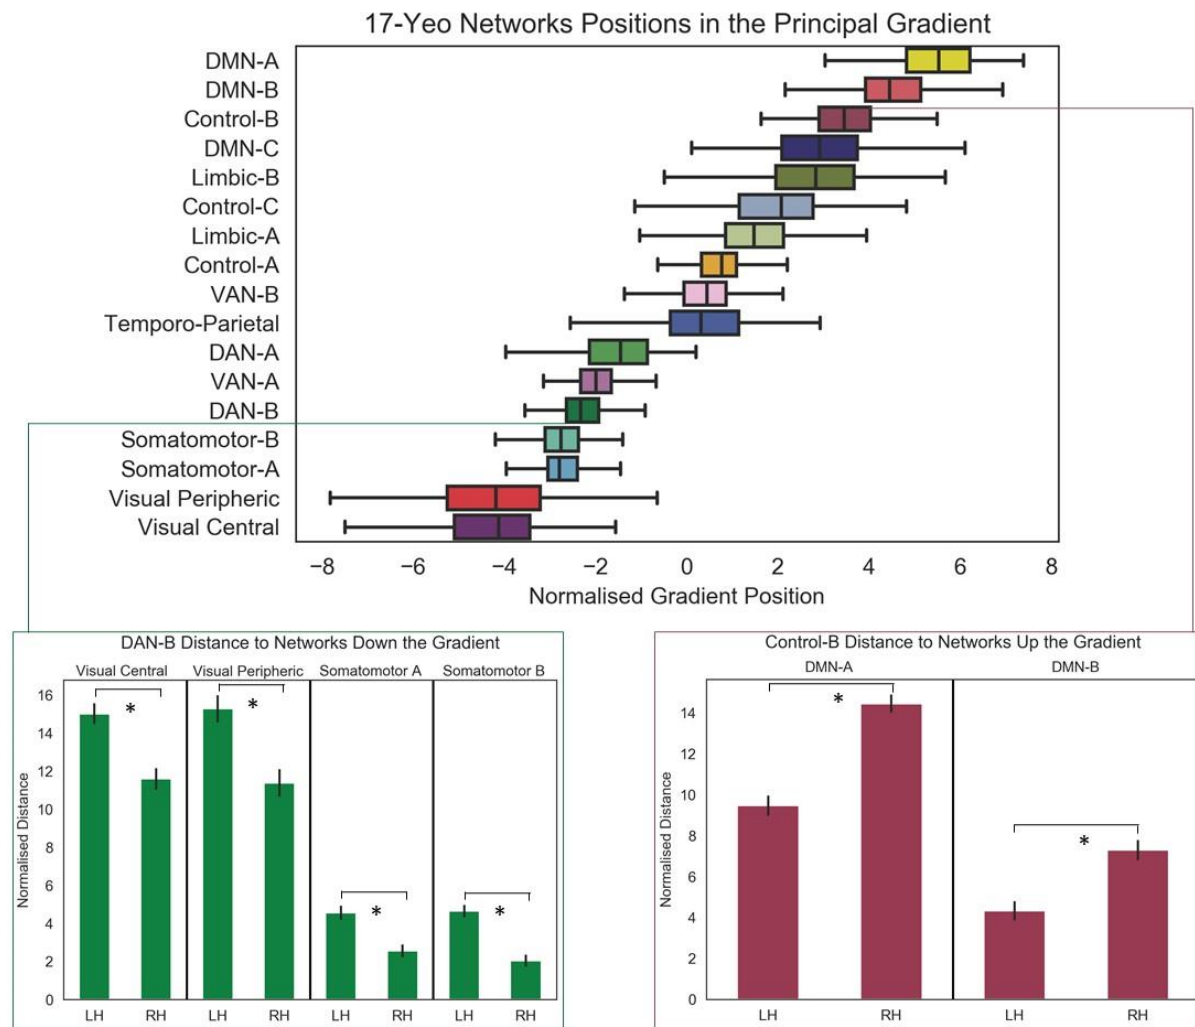 17-Yeo Networks Positions in the Principal Gradient
DMN-A
DMN-B
Control-B
DMN-C
Limbic-B
Control-C
Limbic-A
Control-A
VAN-B
Temporo-Parietal
DAN-A
VAN-A
DAN-B
Somatomotor-B
Somatomotor-A
Visual Peripheric
Visual Central
−8 −6 −4 −2 0 2 4 6 8
Normalised Gradient Position
DAN-B Distance to Networks Down the Gradient
Visual Central Visual Peripheric Somatomotor A Somatomotor B
Normalised Distance
16
14
12
10
8
6
4
2
0
* * * *
LH RH LH RH LH RH LH RH
Control-B Distance to Networks Up the Gradient
DMN-A DMN-B
Normalised Distance
14
12
10
8
6
4
2
0
* *
LH RH LH RH